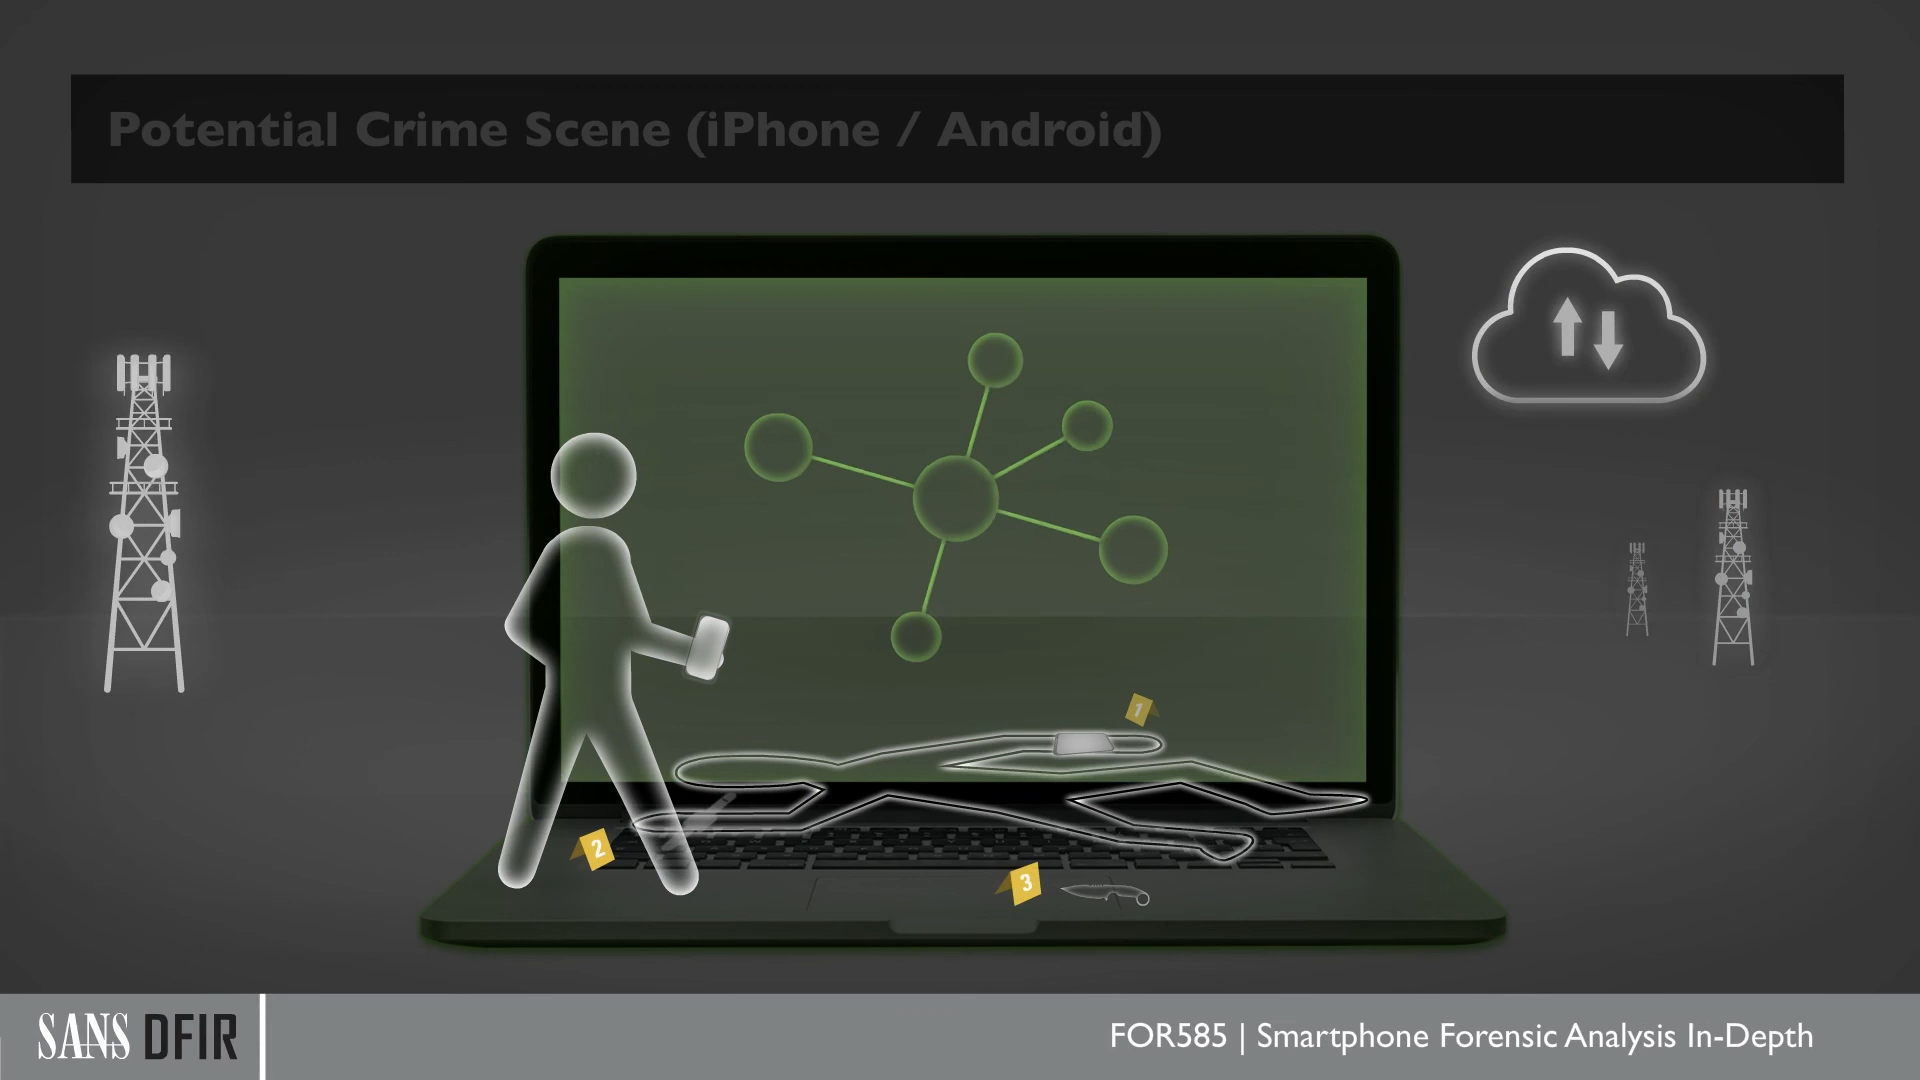 Potential Crime Scene (iPhone / Android)
1
2
3
SANS DFIR
FOR585 | Smartphone Forensic Analysis In-Depth